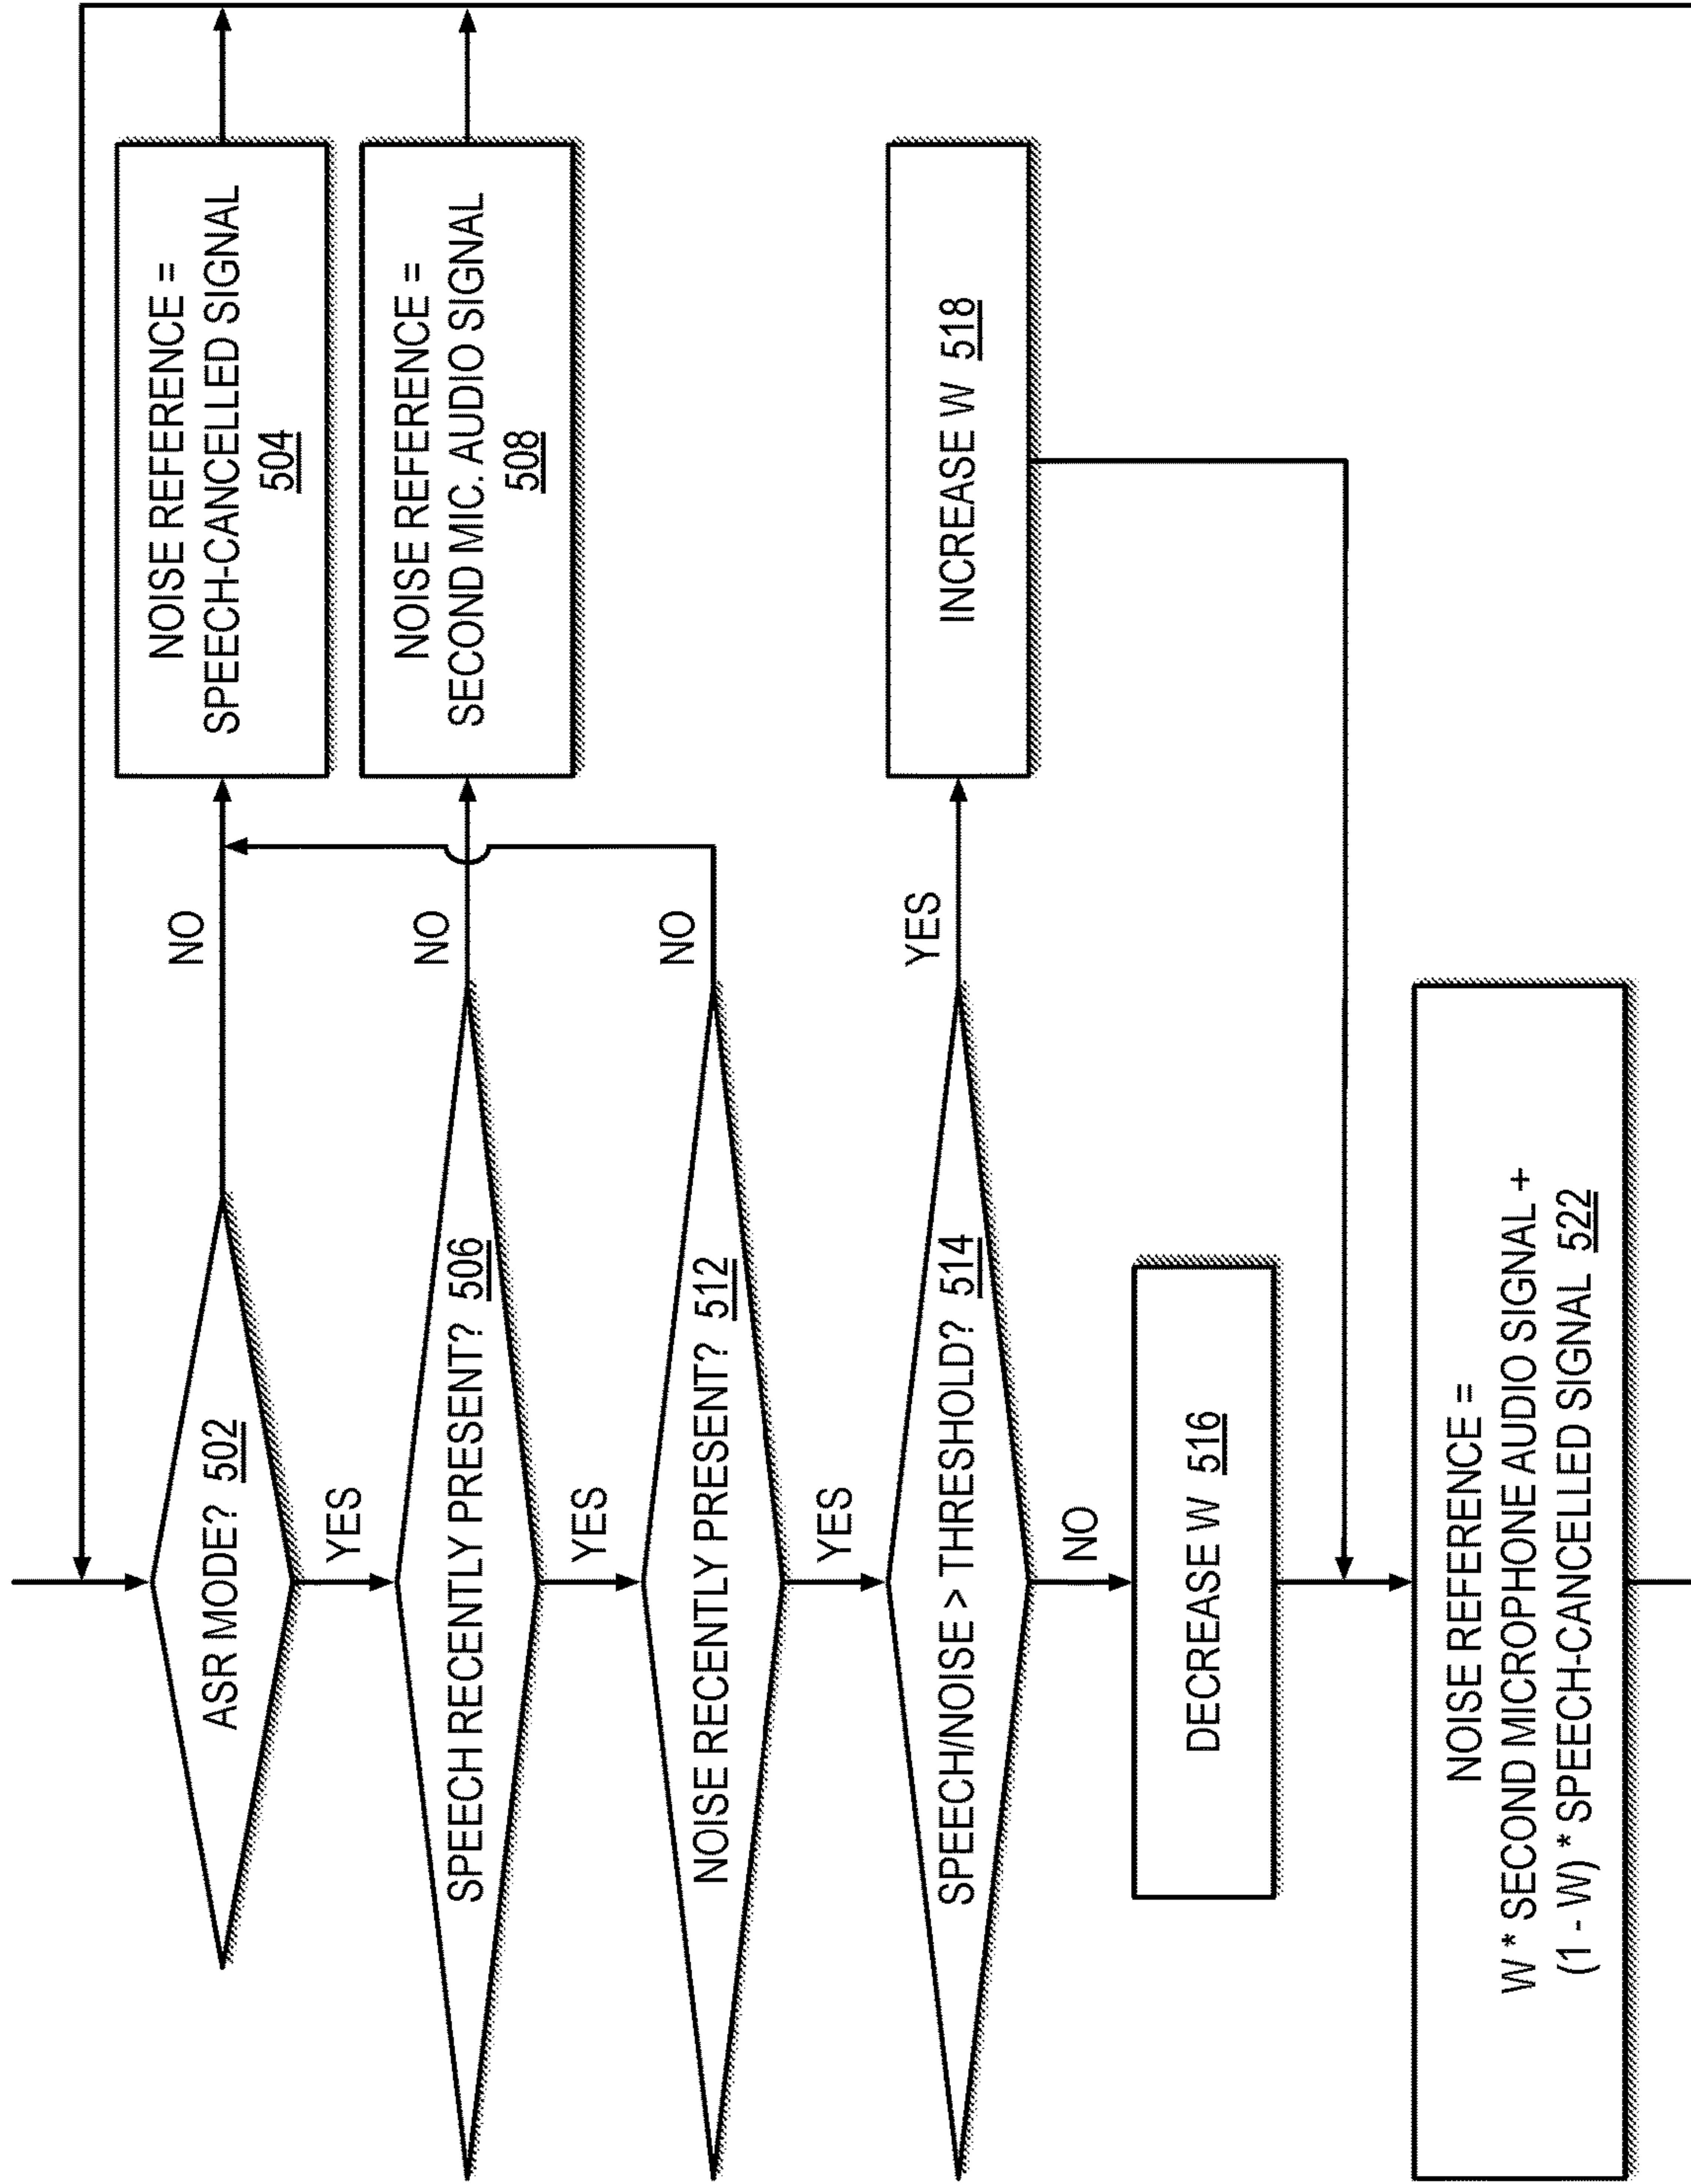 ASR MODE? 502
NO
NOISE REFERENCE =
SPEECH-CANCELLED SIGNAL
504
YES
SPEECH RECENTLY PRESENT? 506
NO
NOISE REFERENCE =
SECOND MIC. AUDIO SIGNAL
508
YES
NOISE RECENTLY PRESENT? 512
NO
YES
SPEECH/NOISE > THRESHOLD? 514
YES
INCREASE W 518
NO
DECREASE W 516
NOISE REFERENCE =
W * SECOND MICROPHONE AUDIO SIGNAL +
(1 - W) * SPEECH-CANCELLED SIGNAL 522